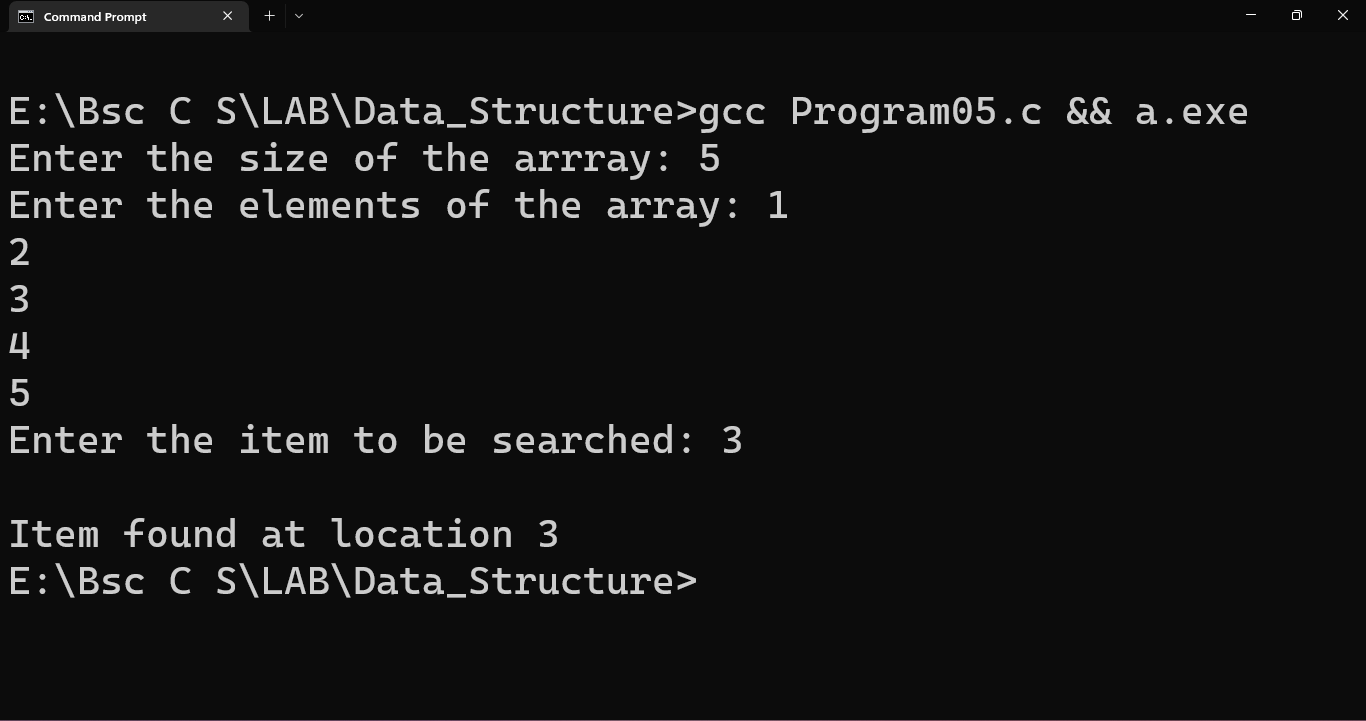 Command Prompt
E:\Bsc C S\LAB\Data_Structure>gcc Program05.c && a.exe
Enter the size of the arrray: 5
Enter the elements of the array: 1
2
3
4
5
Enter the item to be searched: 3
Item found at location 3
E:\Bsc C S\LAB\Data_Structure>